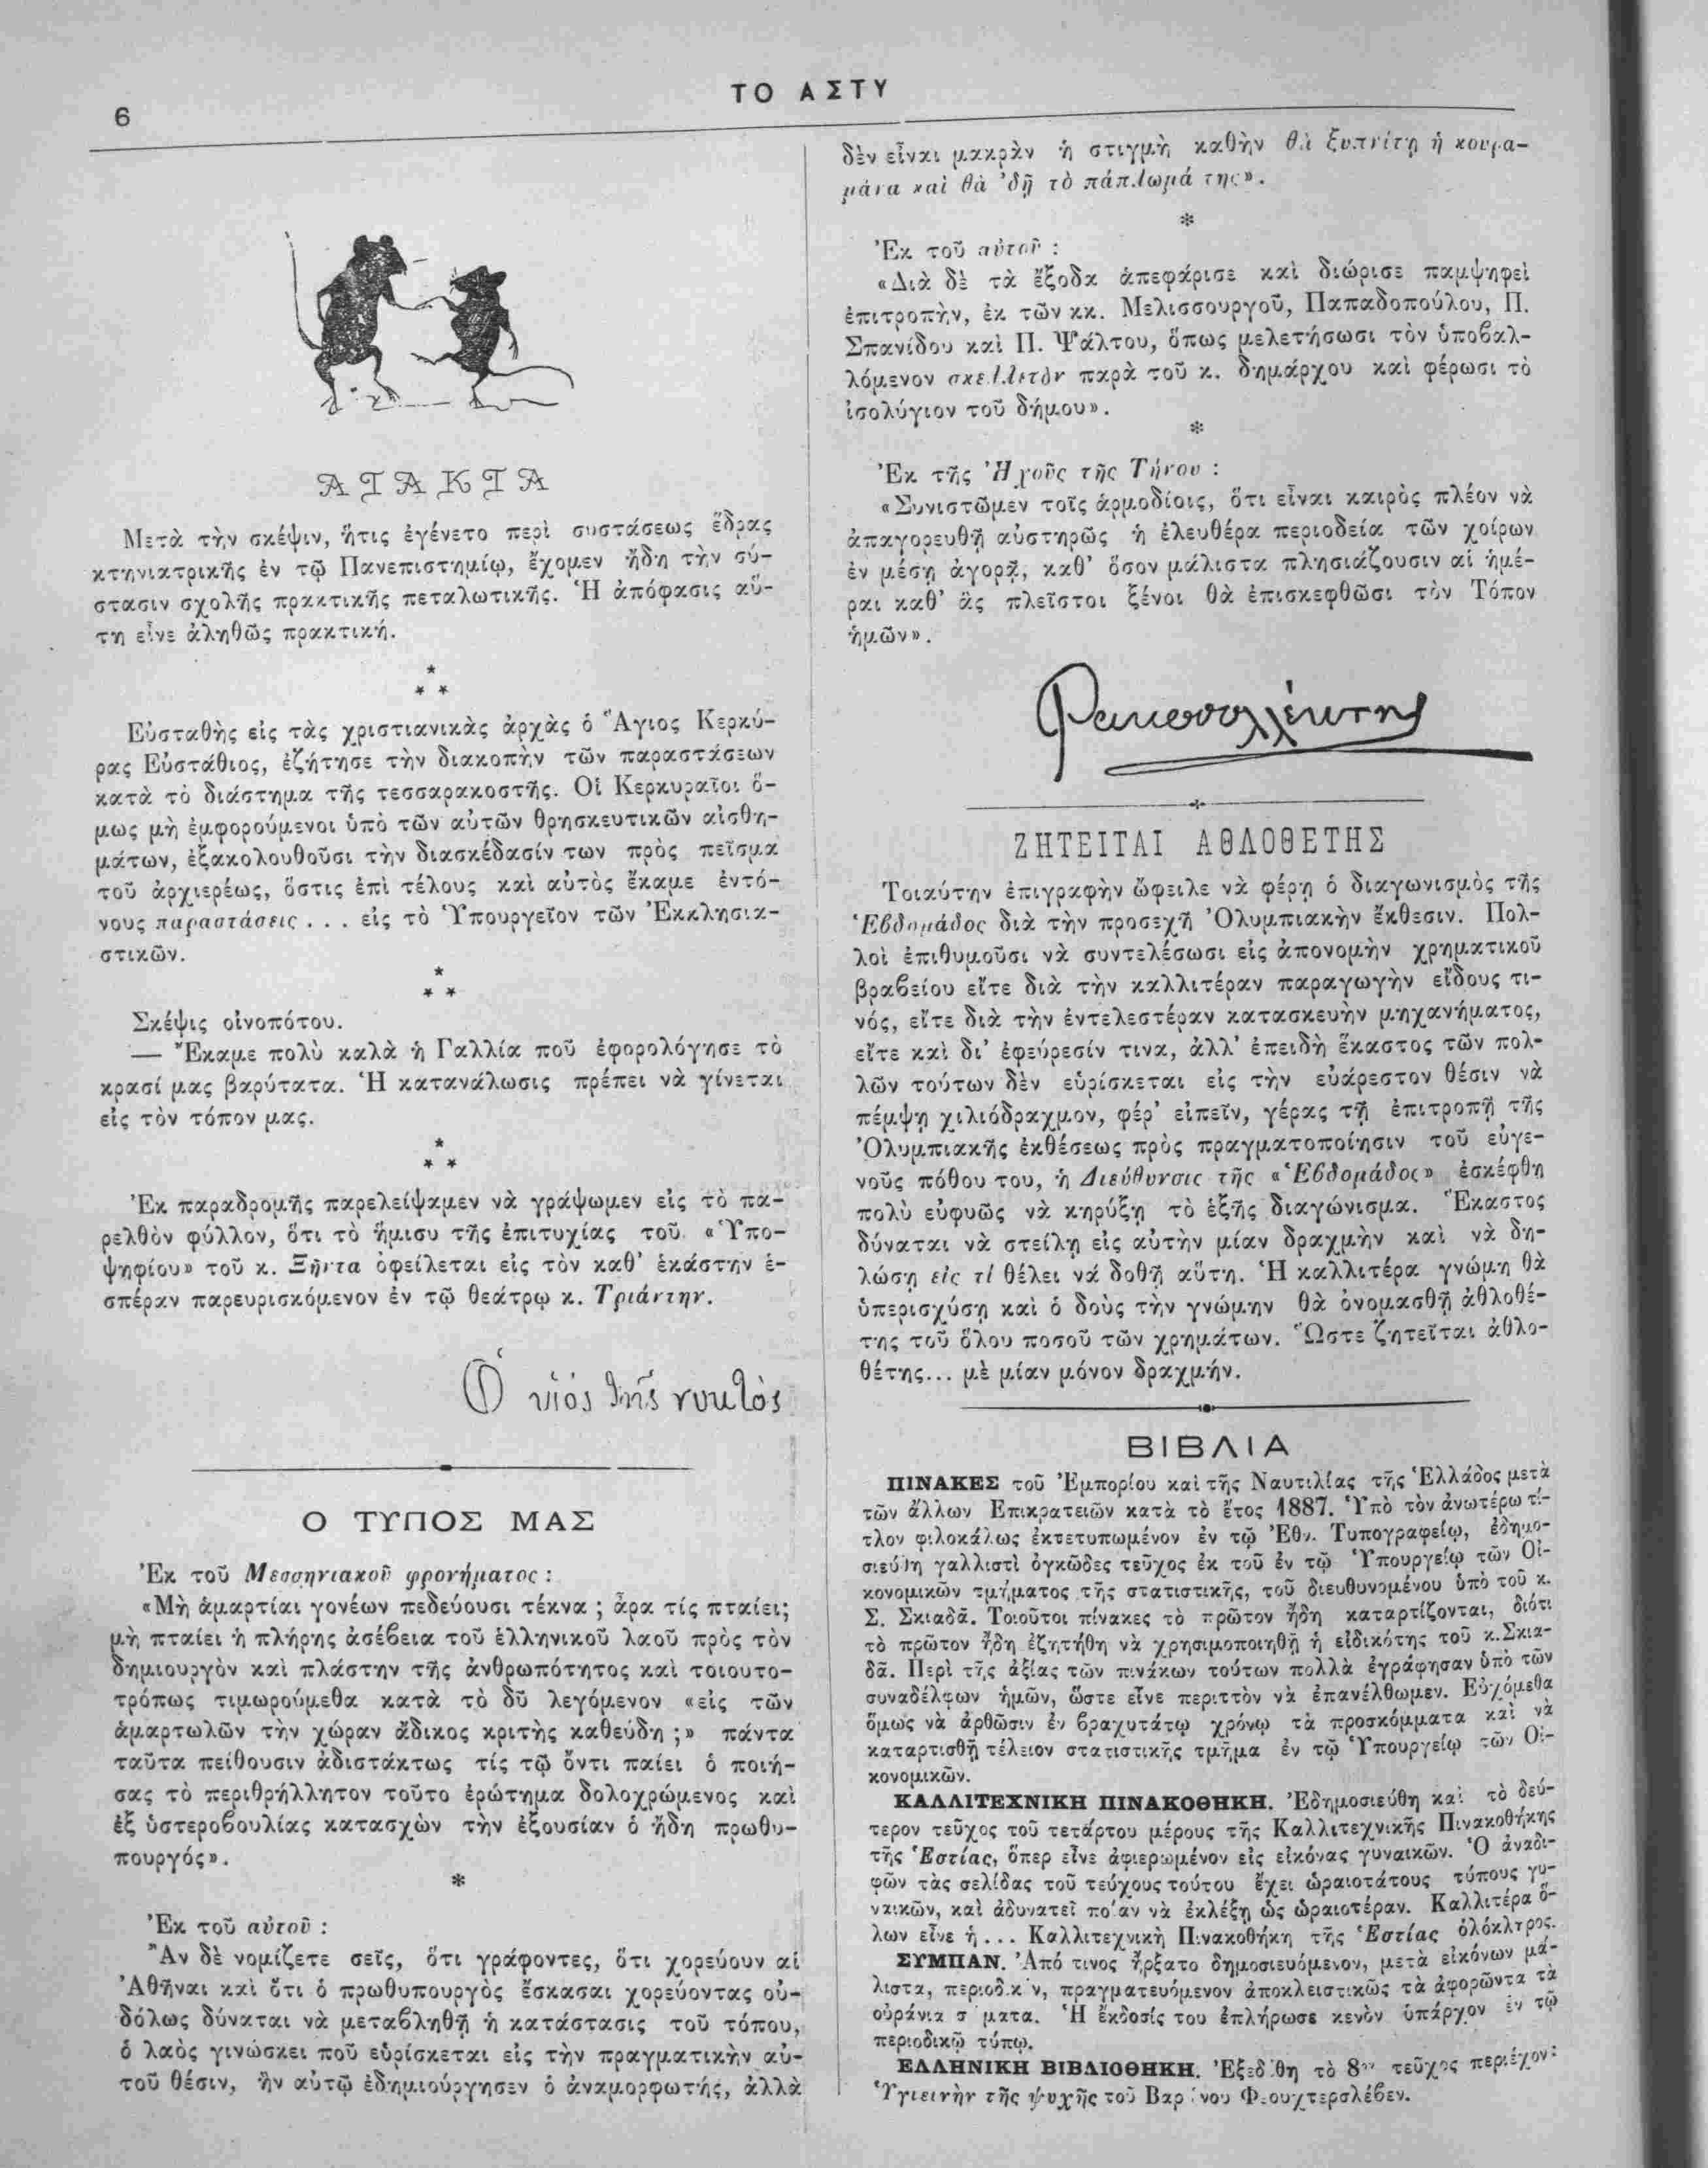 6
ΤΟ ΑΣΤΥ
ΑΤΑΚΤΑ
Μετὰ τὴν σκέψιν, ἥτις ἐγένετο περὶ συστάσεως ἕδρας
κτηνιατρικῆς ἐν τῷ Πανεπιστημίῳ, ἔχομεν ἤδη τὴν σύ-
στασιν σχολῆς πρακτικῆς πεταλωτικῆς. Ἡ ἀπόφασις αὕ-
τη εἶνε ἀληθῶς πρακτική.
*
* *
Εὐσταθὴς εἰς τὰς χριστιανικὰς ἀρχὰς ὁ Ἅγιος Κερκύ-
ρας Εὐστάθιος, ἐζήτησε τὴν διακοπὴν τῶν παραστάσεων
κατὰ τὸ διάστημα τῆς τεσσαρακοστῆς. Οἱ Κερκυραῖοι ὅ-
μως μὴ ἐμφορούμενοι ὑπὸ τῶν αὐτῶν θρησκευτικῶν αἰσθη-
μάτων, ἐξακολουθοῦσι τὴν διασκέδασίν των πρὸς πεῖσμα
τοῦ ἀρχιερέως, ὅστις ἐπὶ τέλους καὶ αὐτὸς ἔκαμε ἐντό-
νους παραστάσεις . . . εἰς τὸ Ὑπουργεῖον τῶν Ἐκκλησια-
στικῶν.
*
* *
Σκέψις οἰνοπότου.
— Ἔκαμε πολὺ καλὰ ἡ Γαλλία ποῦ ἐφορολόγησε τὸ
κρασί μας βαρύτατα. Ἡ κατανάλωσις πρέπει νὰ γίνεται
εἰς τὸν τόπον μας.
*
* *
Ἐκ παραδρομῆς παρελείψαμεν νὰ γράψωμεν εἰς τὸ πα-
ρελθὸν φύλλον, ὅτι τὸ ἥμισυ τῆς ἐπιτυχίας τοῦ «Ὑπο-
ψηφίου» τοῦ κ. Ξήντα ὀφείλεται εἰς τὸν καθ' ἑκάστην ἑ-
σπέραν παρευρισκόμενον ἐν τῷ θεάτρῳ κ. Τριάντην.
Ὁ υἱὸς τῆς νυκτὸς
Ο ΤΥΠΟΣ ΜΑΣ
Ἐκ τοῦ Μεσσηνιακοῦ φρονήματος :
«Μὴ ἁμαρτίαι γονέων πεδεύουσι τέκνα ; ἆρα τίς πταίει;
μὴ πταίει ἡ πλήρης ἀσέβεια τοῦ ἑλληνικοῦ λαοῦ πρὸς τὸν
δημιουργὸν καὶ πλάστην τῆς ἀνθρωπότητος καὶ τοιουτο-
τρόπως τιμωρούμεθα κατὰ τὸ δῦ λεγόμενον «εἰς τῶν
ἁμαρτωλῶν τὴν χώραν ἄδικος κριτὴς καθεύδη ;» πάντα
ταῦτα πείθουσιν ἀδιστάκτως τίς τῷ ὄντι παίει ὁ ποιή-
σας τὸ περιθρήλλητον τοῦτο ἐρώτημα δολοχρώμενος καὶ
ἐξ ὑστεροβουλίας κατασχὼν τὴν ἐξουσίαν ὁ ἤδη πρωθυ-
πουργός».
*
Ἐκ τοῦ αὐτοῦ :
Ἂν δὲ νομίζετε σεῖς, ὅτι γράφοντες, ὅτι χορεύουν αἱ
Ἀθῆναι καὶ ὅτι ὁ πρωθυπουργὸς ἔσκασαι χορεύοντας οὐ-
δόλως δύναται νὰ μεταβληθῇ ἡ κατάστασις τοῦ τόπου,
ὁ λαὸς γινώσκει ποῦ εὑρίσκεται εἰς τὴν πραγματικὴν αὐ-
τοῦ θέσιν, ἣν αὐτῷ ἐδημιούργησεν ὁ ἀναμορφωτής, ἀλλὰ
δὲν εἶναι μακρὰν ἡ στιγμὴ καθὴν θὰ ξυπνίτῃ ἡ κουρα-
μάνα καὶ θὰ 'δῇ τὸ πάπλωμά της».
*
Ἐκ τοῦ αὐτοῦ :
«Διὰ δὲ τὰ ἔξοδα ἀπεφάρισε καὶ διώρισε παμψηφεὶ
ἐπιτροπὴν, ἐκ τῶν κκ. Μελισσουργοῦ, Παπαδοπούλου, Π.
Σπανίδου καὶ Π. Ψάλτου, ὅπως μελετήσωσι τὸν ὑποβαλ-
λόμενον σκελλετὸν παρὰ τοῦ κ. δημάρχου καὶ φέρωσι τὸ
ἰσολύγιον τοῦ δήμου».
*
Ἐκ τῆς Ἠχοῦς τῆς Τήνου :
«Συνιστῶμεν τοῖς ἁρμοδίοις, ὅτι εἶναι καιρὸς πλέον νὰ
ἀπαγορευθῇ αὐστηρῶς ἡ ἐλευθέρα περιοδεία τῶν χοίρων
ἐν μέσῃ ἀγορᾷ, καθ' ὅσον μάλιστα πλησιάζουσιν αἱ ἡμέ-
ραι καθ' ἃς πλεῖστοι ξένοι θὰ ἐπισκεφθῶσι τὸν Τόπον
ἡμῶν».
Ρακοσυλλέκτης
ΖΗΤΕΙΤΑΙ ΑΘΛΟΘΕΤΗΣ
Τοιαύτην ἐπιγραφὴν ὤφειλε νὰ φέρῃ ὁ διαγωνισμὸς τῆς
Ἑβδομάδος διὰ τὴν προσεχῆ Ὀλυμπιακὴν ἔκθεσιν. Πολ-
λοὶ ἐπιθυμοῦσι νὰ συντελέσωσι εἰς ἀπονομὴν χρηματικοῦ
βραβείου εἴτε διὰ τὴν καλλιτέραν παραγωγὴν εἴδους τι-
νός, εἴτε διὰ τὴν ἐντελεστέραν κατασκευὴν μηχανήματος,
εἴτε καὶ δι' ἐφεύρεσίν τινα, ἀλλ' ἐπειδὴ ἕκαστος τῶν πολ-
λῶν τούτων δὲν εὑρίσκεται εἰς τὴν εὐάρεστον θέσιν νὰ
πέμψῃ χιλιόδραχμον, φέρ' εἰπεῖν, γέρας τῇ ἐπιτροπῇ τῆς
Ὀλυμπιακῆς ἐκθέσεως πρὸς πραγματοποίησιν τοῦ εὐγε-
νοῦς πόθου του, ἡ Διεύθυνσις τῆς «Ἑβδομάδος» ἐσκέφθη
πολὺ εὐφυῶς νὰ κηρύξῃ τὸ ἑξῆς διαγώνισμα. Ἕκαστος
δύναται νὰ στείλῃ εἰς αὐτὴν μίαν δραχμὴν καὶ νὰ δη-
λώσῃ εἰς τί θέλει νά δοθῇ αὕτη. Ἡ καλλιτέρα γνώμη θὰ
ὑπερισχύσῃ καὶ ὁ δοὺς τὴν γνώμην θὰ ὀνομασθῇ ἀθλοθέ-
της τοῦ ὅλου ποσοῦ τῶν χρημάτων. Ὥστε ζητεῖται ἀθλο-
θέτης... μὲ μίαν μόνον δραχμήν.
ΒΙΒΛΙΑ
ΠΙΝΑΚΕΣ τοῦ Ἐμπορίου καὶ τῆς Ναυτιλίας τῆς Ἑλλάδος μετὰ
τῶν ἄλλων Επικρατειῶν κατὰ τὸ ἔτος 1887. Ὑπὸ τὸν ἀνωτέρω τί-
τλον φιλοκάλως ἐκτετυπωμένον ἐν τῷ Ἐθν. Τυπογραφείῳ, ἐδημο-
σιεύθη γαλλιστὶ ὀγκῶδες τεῦχος ἐκ τοῦ ἐν τῷ Ὑπουργείῳ τῶν Οἰ-
κονομικῶν τμήματος τῆς στατιστικῆς, τοῦ διευθυνομένου ὑπὸ τοῦ κ.
Σ. Σκιαδᾶ. Τοιοῦτοι πίνακες τὸ πρῶτον ἤδη καταρτίζονται, διότι
τὸ πρῶτον ἤδη ἐζητήθη νὰ χρησιμοποιηθῇ ἡ εἰδικότης τοῦ κ. Σκια-
δᾶ. Περὶ τῆς ἀξίας τῶν πινάκων τούτων πολλὰ ἐγράφησαν ὑπὸ τῶν
συναδέλφων ἡμῶν, ὥστε εἶνε περιττὸν νὰ ἐπανέλθωμεν. Εὐχόμεθα
ὅμως νὰ ἀρθῶσιν ἐν βραχυτάτῳ χρόνῳ τὰ προσκόμματα καὶ νὰ
καταρτισθῇ τέλειον στατιστικῆς τμῆμα ἐν τῷ Ὑπουργείῳ τῶν Οἰ-
κονομικῶν.
ΚΑΛΛΙΤΕΧΝΙΚΗ ΠΙΝΑΚΟΘΗΚΗ. Ἐδημοσιεύθη καὶ τὸ δεύ-
τερον τεῦχος τοῦ τετάρτου μέρους τῆς Καλλιτεχνικῆς Πινακοθήκης
τῆς Ἑστίας, ὅπερ εἶνε ἀφιερωμένον εἰς εἰκόνας γυναικῶν. Ὁ ἀναδι-
φῶν τὰς σελίδας τοῦ τεύχους τούτου ἔχει ὡραιοτάτους τύπους γυ-
ναικῶν, καὶ ἀδυνατεῖ ποίαν νὰ ἐκλέξῃ ὡς ὡραιοτέραν. Καλλιτέρα ὅ-
λων εἶνε ἡ... Καλλιτεχνικὴ Πινακοθήκη τῆς Ἑστίας ὁλόκληρος.
ΣΥΜΠΑΝ. Ἀπό τινος ἤρξατο δημοσιευόμενον, μετὰ εἰκόνων μά-
λιστα, περιοδικὸν, πραγματευόμενον ἀποκλειστικῶς τὰ ἀφορῶντα τὰ
οὐράνια σώματα. Ἡ ἔκδοσίς του ἐπλήρωσε κενὸν ὑπάρχον ἐν τῷ
περιοδικῷ τύπῳ.
ΕΛΛΗΝΙΚΗ ΒΙΒΛΙΟΘΗΚΗ. Ἐξεδόθη τὸ 8ον τεῦχος περιέχον:
Ὑγιεινὴν τῆς ψυχῆς τοῦ Βαρώνου Φεουχτερσλέβεν.